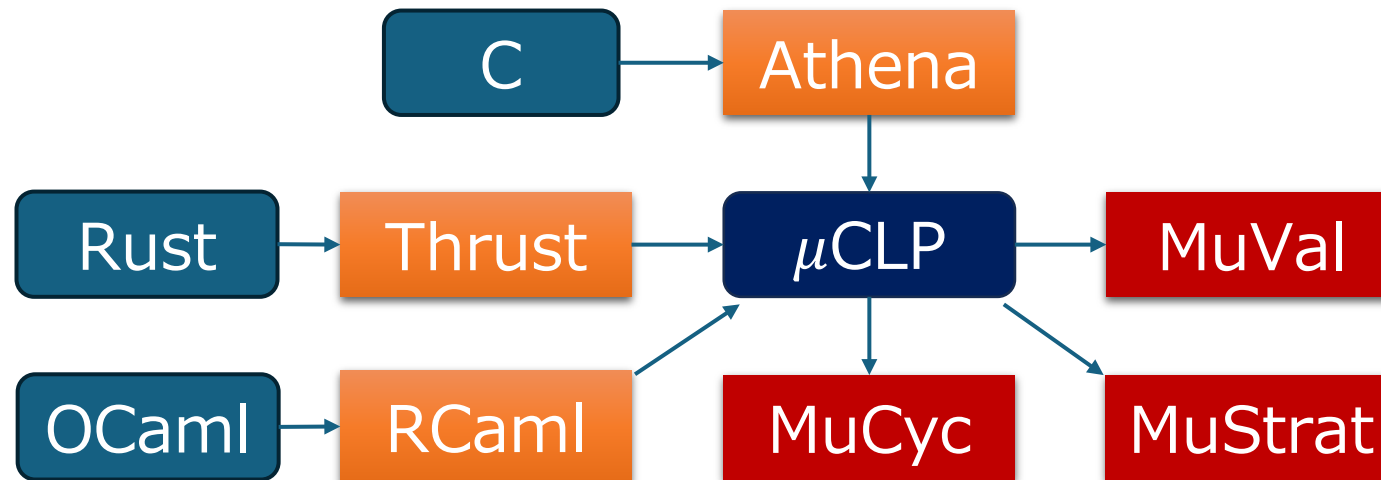 C
Athena
Rust
Thrust
μCLP
MuVal
OCaml
RCaml
MuCyc
MuStrat